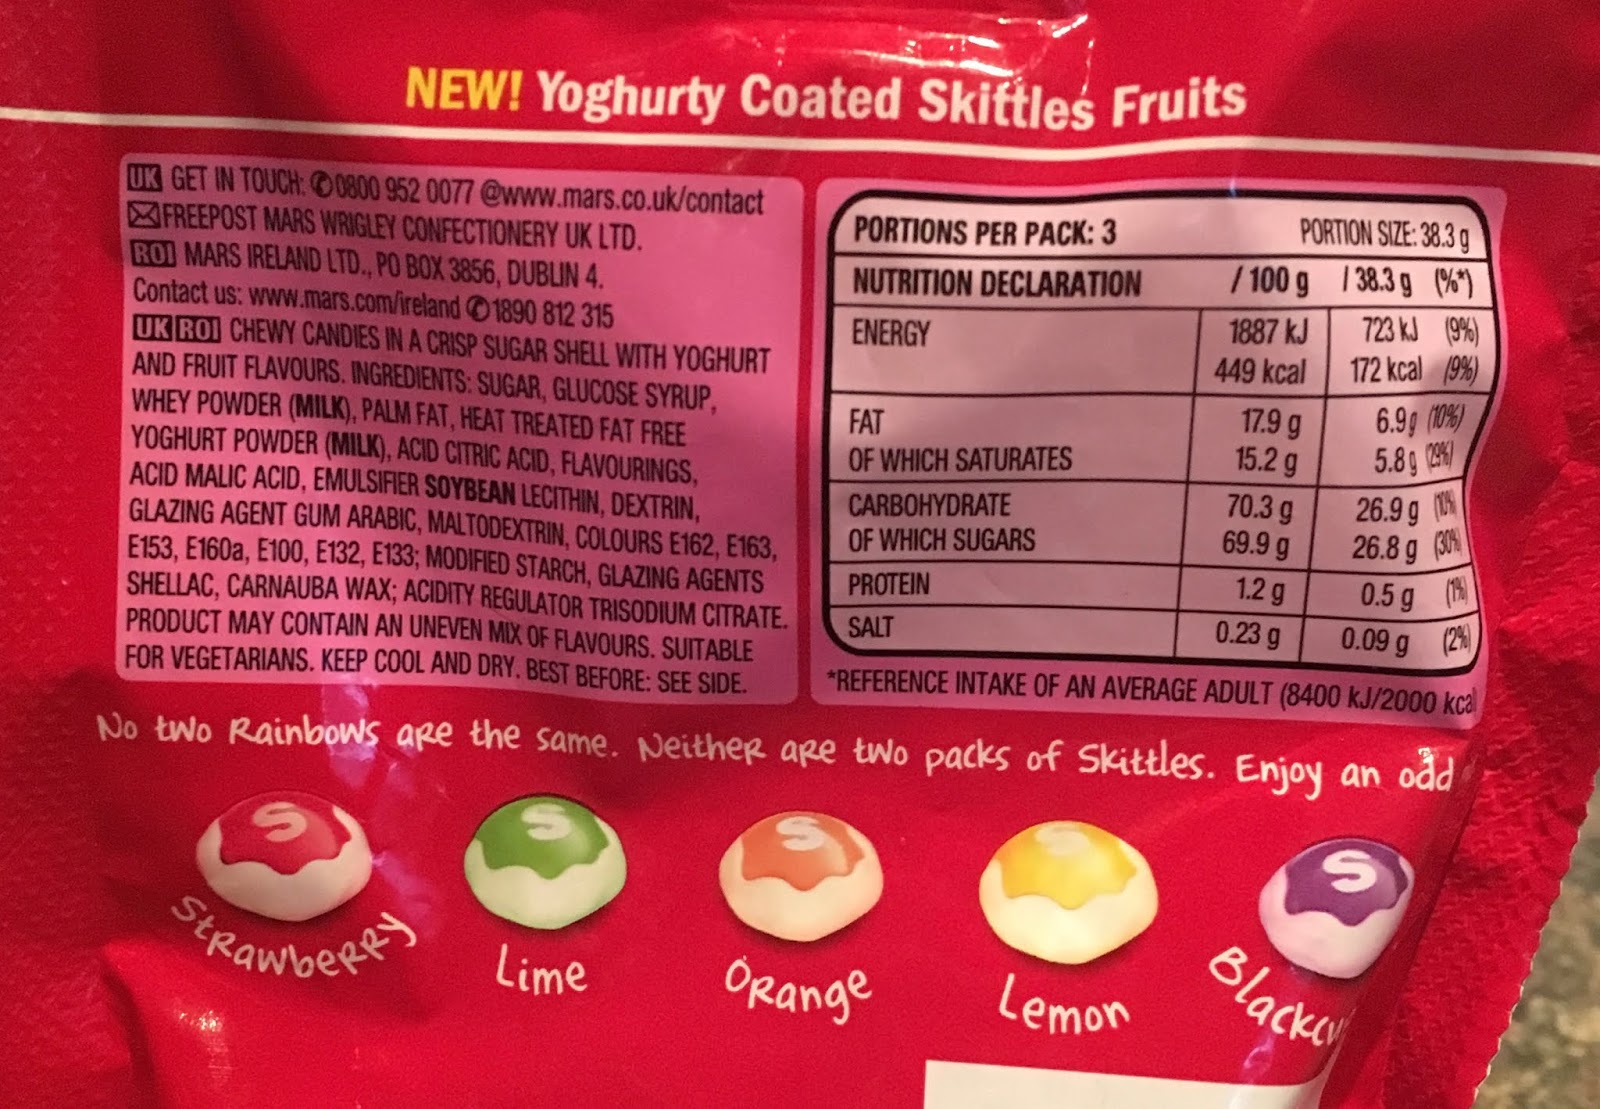 NEW! Yoghurty Coated Skittles Fruits
UK GET IN TOUCH: ✆0800 952 0077 @www.mars.co.uk/contact
✉FREEPOST MARS WRIGLEY CONFECTIONERY UK LTD.
ROI MARS IRELAND LTD., PO BOX 3856, DUBLIN 4.
Contact us: www.mars.com/ireland ✆1890 812 315
UK ROI CHEWY CANDIES IN A CRISP SUGAR SHELL WITH YOGHURT
AND FRUIT FLAVOURS. INGREDIENTS: SUGAR, GLUCOSE SYRUP,
WHEY POWDER (MILK), PALM FAT, HEAT TREATED FAT FREE
YOGHURT POWDER (MILK), ACID CITRIC ACID, FLAVOURINGS,
ACID MALIC ACID, EMULSIFIER SOYBEAN LECITHIN, DEXTRIN,
GLAZING AGENT GUM ARABIC, MALTODEXTRIN, COLOURS E162, E163,
E153, E160a, E100, E132, E133; MODIFIED STARCH, GLAZING AGENTS
SHELLAC, CARNAUBA WAX; ACIDITY REGULATOR TRISODIUM CITRATE.
PRODUCT MAY CONTAIN AN UNEVEN MIX OF FLAVOURS. SUITABLE
FOR VEGETARIANS. KEEP COOL AND DRY. BEST BEFORE: SEE SIDE.
PORTIONS PER PACK: 3 PORTION SIZE: 38.3 g
NUTRITION DECLARATION / 100 g / 38.3 g (%*)
ENERGY 1887 kJ 723 kJ (9%)
449 kcal 172 kcal (9%)
FAT 17.9 g 6.9 g (10%)
OF WHICH SATURATES 15.2 g 5.8 g (29%)
CARBOHYDRATE 70.3 g 26.9 g (10%)
OF WHICH SUGARS 69.9 g 26.8 g (30%)
PROTEIN 1.2 g 0.5 g (1%)
SALT 0.23 g 0.09 g (2%)
*REFERENCE INTAKE OF AN AVERAGE ADULT (8400 kJ/2000 kcal
No two Rainbows are the same. Neither are two packs of Skittles. Enjoy an odd
S S S S S
Strawberry
Lime
Orange
Lemon
Blackcu